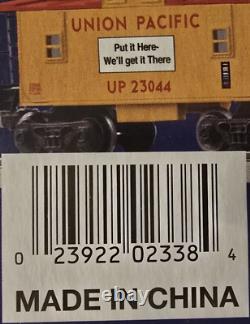 UNION PACIFIC
Put it Here-
We'll get it There
UP 23044
0 23922 02338 4
MADE IN CHINA